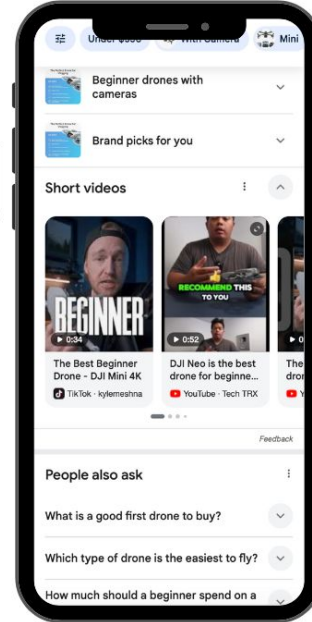 With Camera
Mini
Beginner drones with
cameras
Brand picks for you
Short videos
RECOMMEND THIS
TO YOU
BEGINNER
0:34
0:52
The Best Beginner
Drone - DJI Mini 4K
DJI Neo is the best
drone for beginne...
The
TikTok · kylemeshna
YouTube · Tech TRX
Feedback
People also ask
What is a good first drone to buy?
Which type of drone is the easiest to fly?
How much should a beginner spend on a